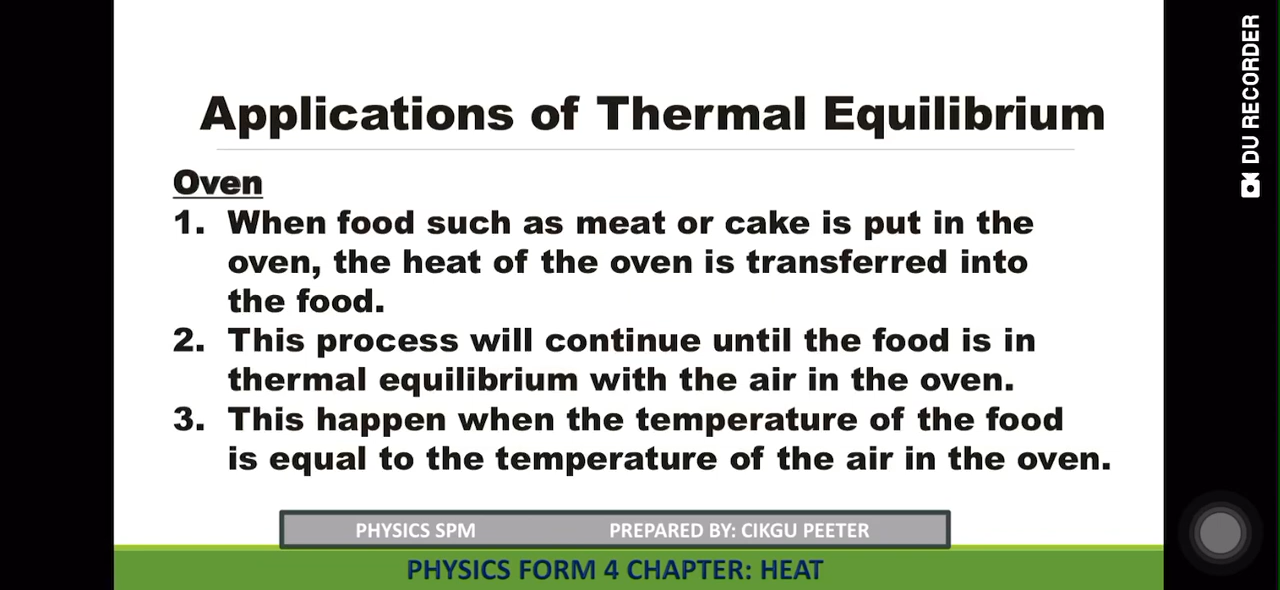 Applications of Thermal Equilibrium
Oven
1. When food such as meat or cake is put in the
oven, the heat of the oven is transferred into
the food.
2. This process will continue until the food is in
thermal equilibrium with the air in the oven.
3. This happen when the temperature of the food
is equal to the temperature of the air in the oven.
PHYSICS SPM PREPARED BY: CIKGU PEETER
PHYSICS FORM 4 CHAPTER: HEAT
DU RECORDER